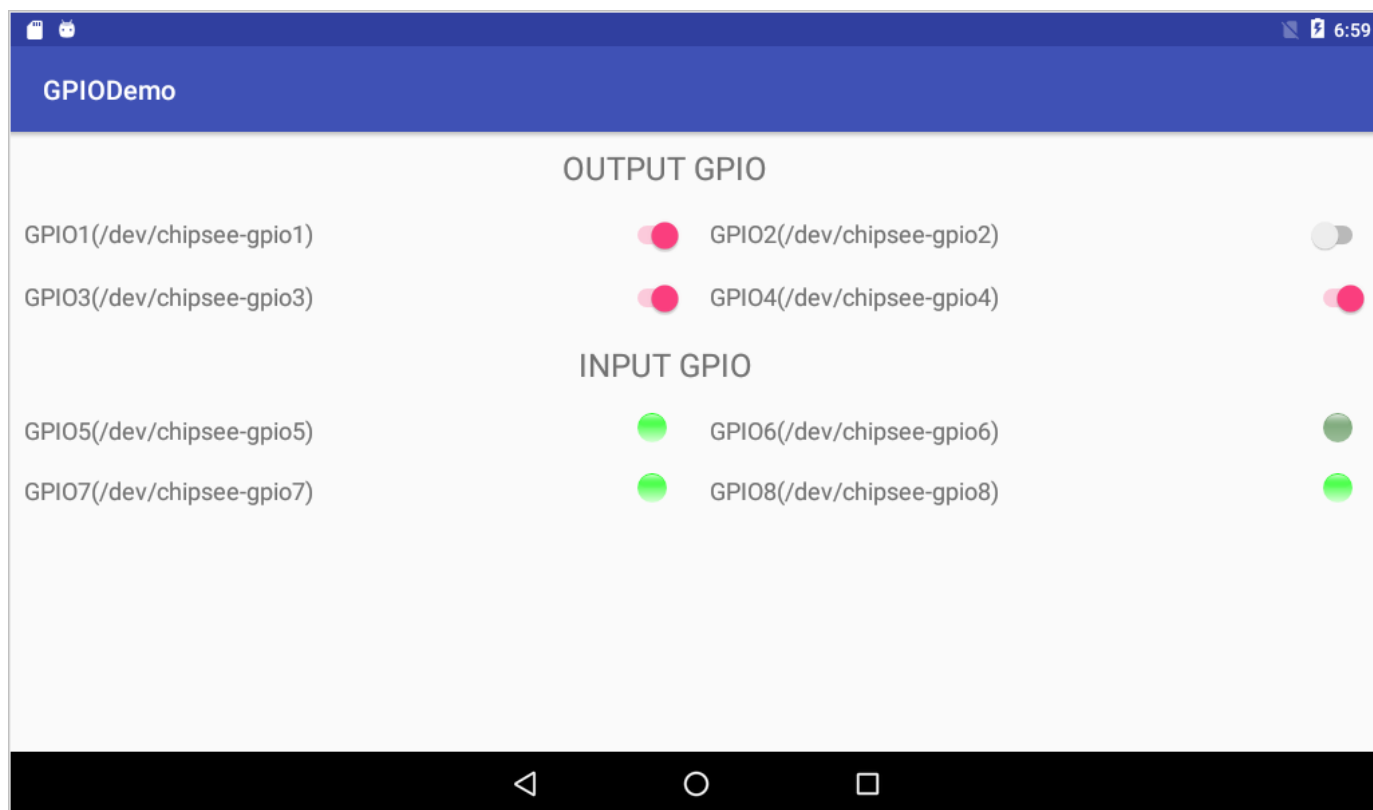 6:59
GPIODemo
OUTPUT GPIO
GPIO1(/dev/chipsee-gpio1) GPIO2(/dev/chipsee-gpio2)
GPIO3(/dev/chipsee-gpio3) GPIO4(/dev/chipsee-gpio4)
INPUT GPIO
GPIO5(/dev/chipsee-gpio5) GPIO6(/dev/chipsee-gpio6)
GPIO7(/dev/chipsee-gpio7) GPIO8(/dev/chipsee-gpio8)